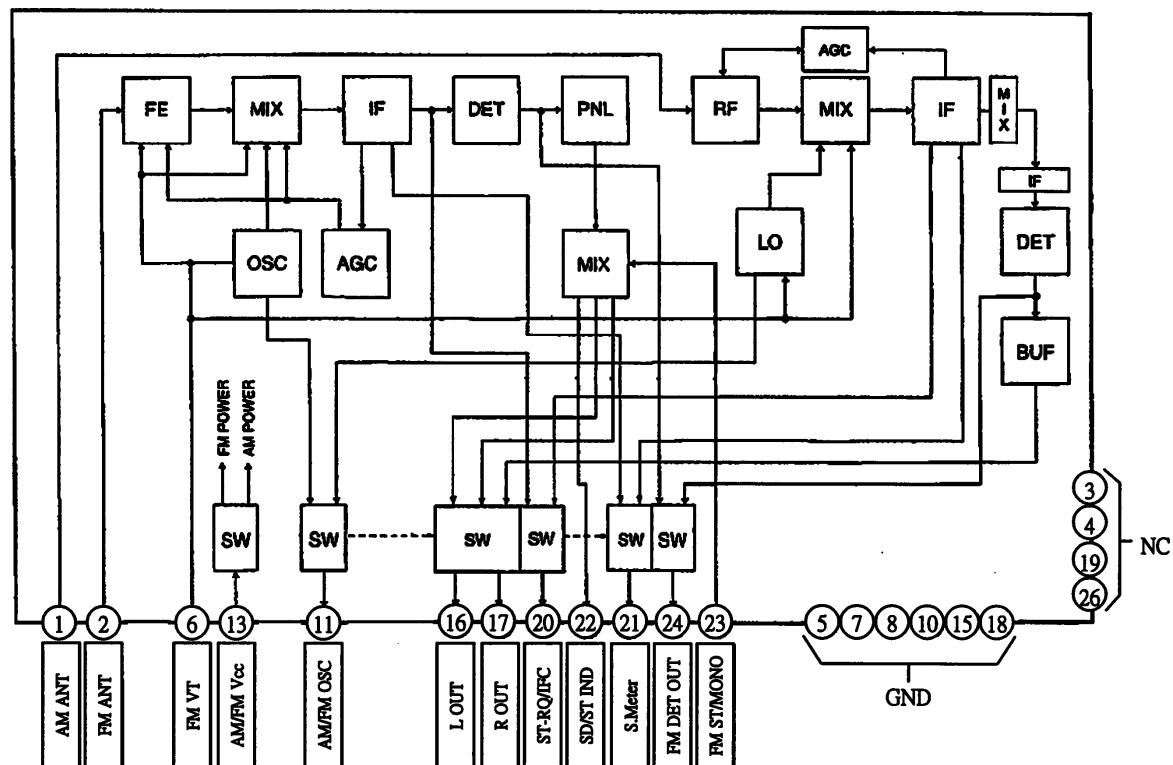 AGC
FE
MIX
IF
DET
PNL
RF
MIX
IF
MIX
IF
OSC
AGC
MIX
LO
DET
BUF
FM POWER
AM POWER
SW
SW
SW
SW
SW
SW
3
4
19
26
NC
1
2
6
13
11
16
17
20
22
21
24
23
5
7
8
10
15
18
GND
AM ANT
FM ANT
FM VT
AM/FM Vcc
AM/FM OSC
L OUT
R OUT
ST-RQ/IFC
SD/ST IND
S.Meter
FM DET OUT
FM ST/MONO